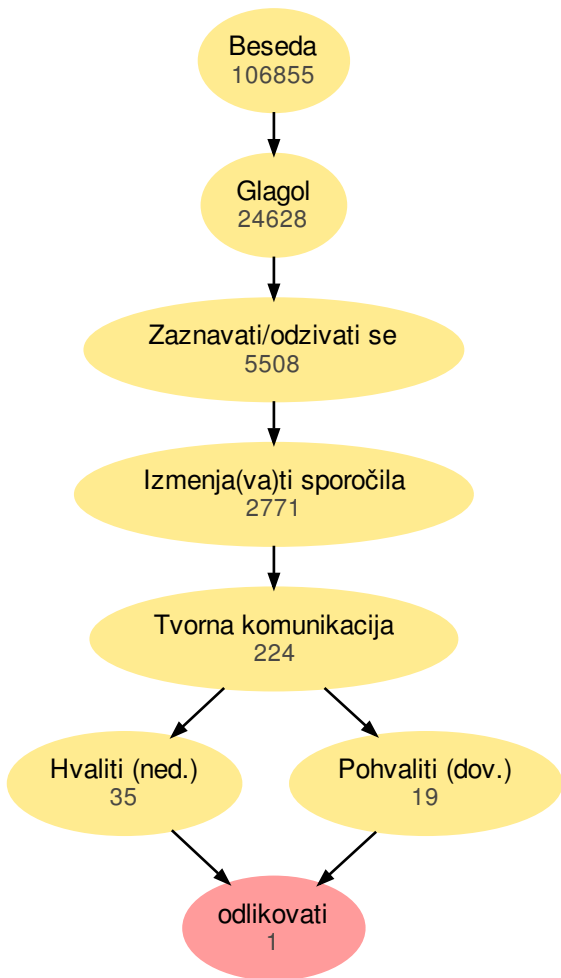 Beseda
106855
Glagol
24628
Zaznavati/odzivati se
5508
Izmenja(va)ti sporočila
2771
Tvorna komunikacija
224
Hvaliti (ned.)
35
Pohvaliti (dov.)
19
odlikovati
1